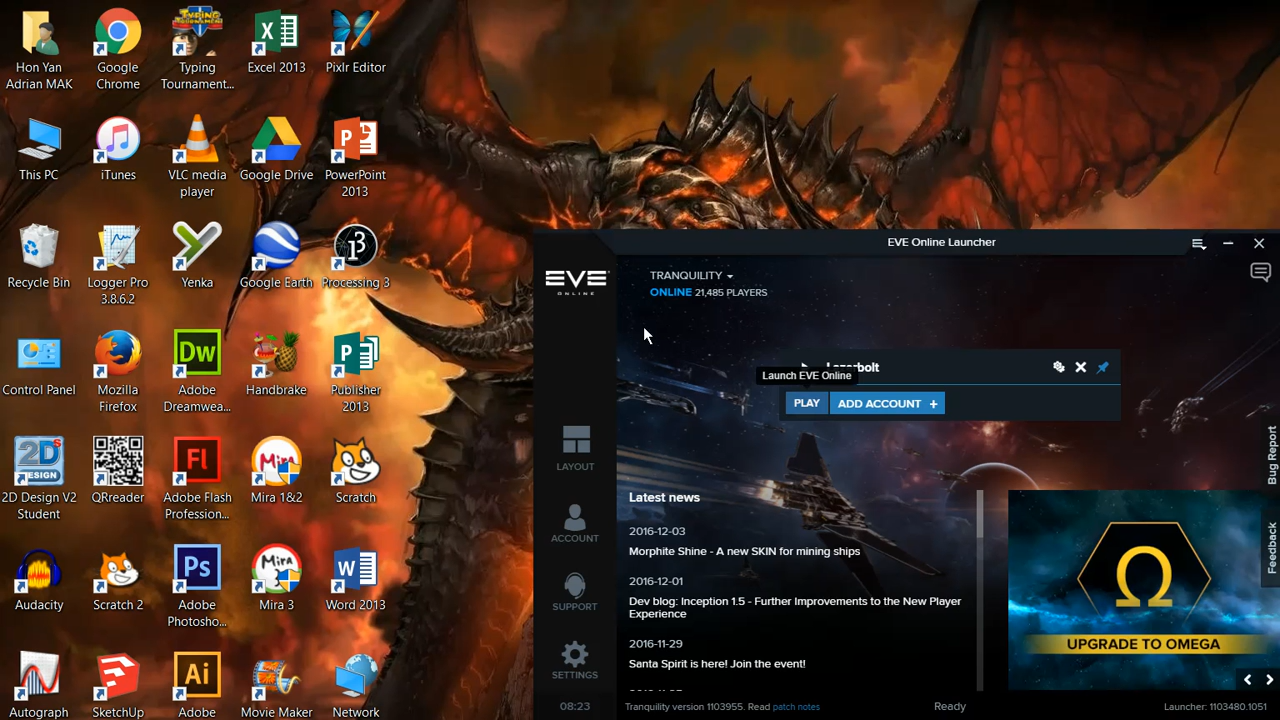 Hon Yan
Adrian MAK
Google
Chrome
Typing
Tournament...
Excel 2013
Pixlr Editor
This PC
iTunes
VLC media
player
Google Drive
PowerPoint
2013
Recycle Bin
Logger Pro
3.8.6.2
Yenka
Google Earth
Processing 3
Control Panel
Mozilla
Firefox
Adobe
Dreamwea...
Handbrake
Publisher
2013
2D Design V2
Student
QRreader
Adobe Flash
Profession...
Mira 1&2
Scratch
Audacity
Scratch 2
Adobe
Photosho...
Mira 3
Word 2013
Autograph
SketchUp
Adobe
Movie Maker
Network
EVE Online Launcher
EVE
ONLINE
TRANQUILITY
ONLINE 21,485 PLAYERS
Lazerbolt
Launch EVE Online
PLAY
ADD ACCOUNT +
LAYOUT
ACCOUNT
SUPPORT
SETTINGS
08:23
Latest news
2016-12-03
Morphite Shine - A new SKIN for mining ships
2016-12-01
Dev blog: Inception 1.5 - Further Improvements to the New Player
Experience
2016-11-29
Santa Spirit is here! Join the event!
UPGRADE TO OMEGA
Bug Report
Feedback
Tranquility version 1103955. Read patch notes
Ready
Launcher: 1103480.1051